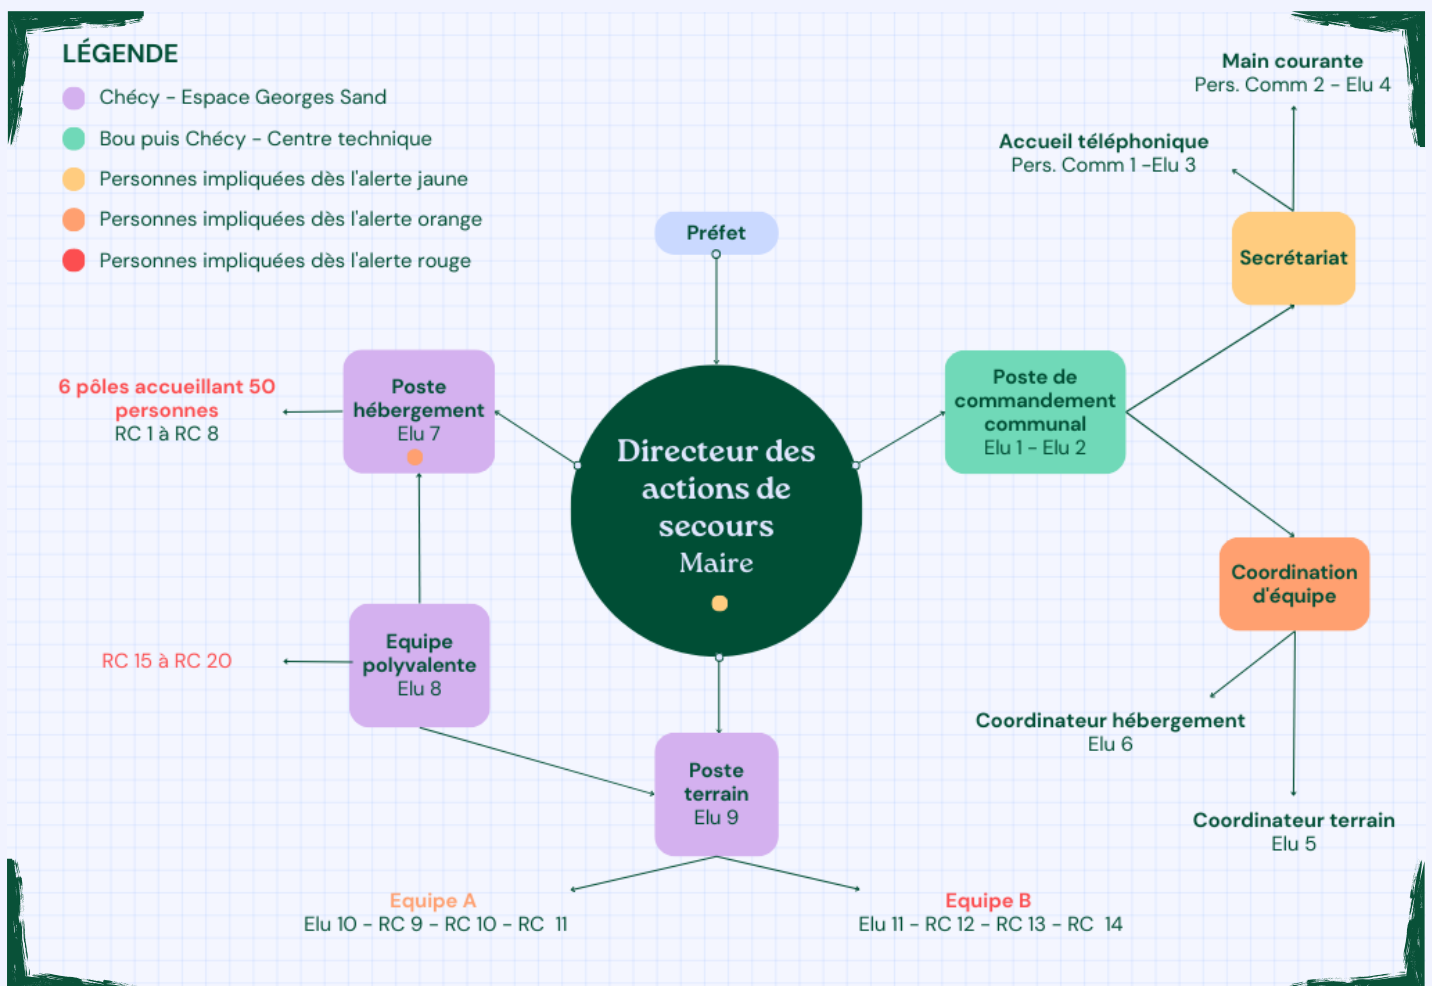 LÉGENDE
Chécy - Espace Georges Sand
Bou puis Chécy - Centre technique
Personnes impliquées dès l'alerte jaune
Personnes impliquées dès l'alerte orange
Personnes impliquées dès l'alerte rouge
Main courante
Pers. Comm 2 - Elu 4
Accueil téléphonique
Pers. Comm 1 -Elu 3
Préfet
Secrétariat
6 pôles accueillant 50
personnes
RC 1 à RC 8
Poste
hébergement
Elu 7
Directeur des
actions de
secours
Maire
Poste de
commandement
communal
Elu 1 - Elu 2
Coordination
d'équipe
RC 15 à RC 20
Equipe
polyvalente
Elu 8
Poste
terrain
Elu 9
Coordinateur hébergement
Elu 6
Coordinateur terrain
Elu 5
Equipe A
Elu 10 - RC 9 - RC 10 - RC  11
Equipe B
Elu 11 - RC 12 - RC 13 - RC  14